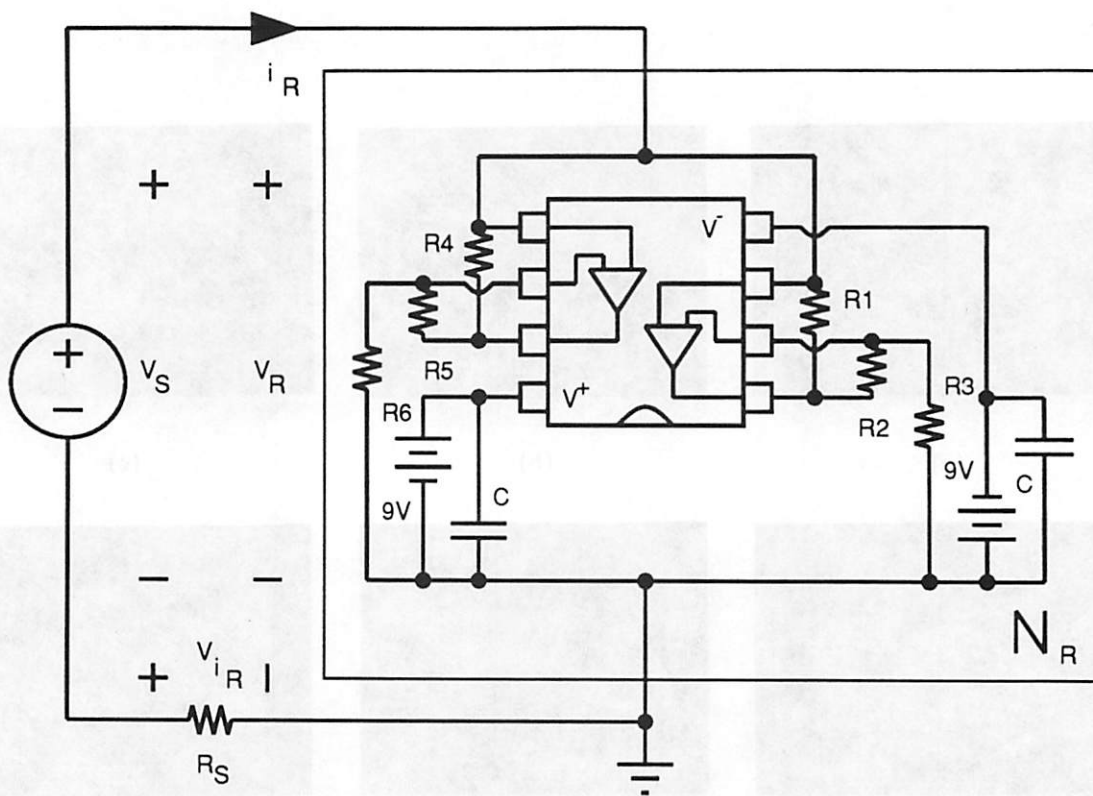 i R
V⁻
R4
R1
+ +
+
−
V S
V R
R5
R3
R6
V⁺
R2
9V
C
9V
C
− −
N R
+ V i R −
R S